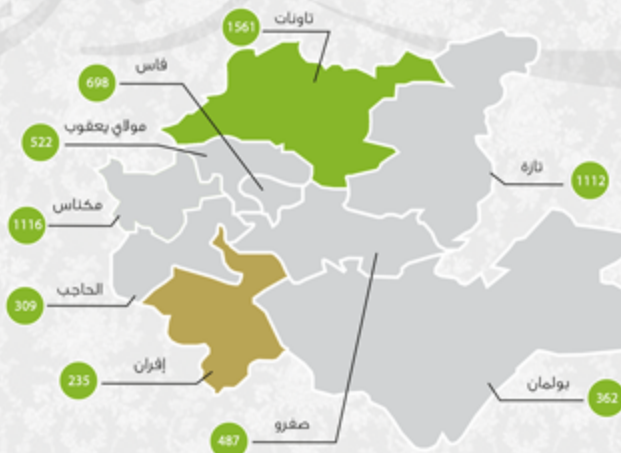 تاونات
1561
فاس
698
مولاي يعقوب
522
تازة
1112
مكناس
1116
الحاجب
309
إفران
235
بولمان
362
صفرو
487